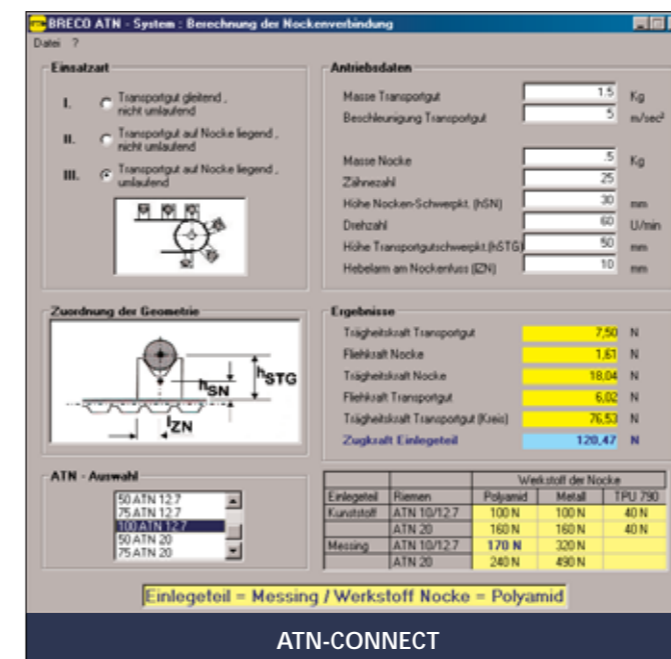 BRECO ATN - System : Berechnung der Nockenverbindung
Datei ?
Einsatzart
I. Transportgut gleitend ,
nicht umlaufend
II. Transportgut auf Nocke liegend ,
nicht umlaufend
III. Transportgut auf Nocke liegend ,
umlaufend
Antriebsdaten
Masse Transportgut 1.5 Kg
Beschleunigung Transportgut 5 m/sec²
Masse Nocke .5 Kg
Zähnezahl 25
Höhe Nocken-Schwerpkt. (hSN) 30 mm
Drehzahl 60 U/min
Höhe Transportgutschwerpkt.(hSTG) 50 mm
Hebelarm am Nockenfuss (lZN) 10 mm
Zuordnung der Geometrie
hSN
hSTG
lZN
Ergebnisse
Trägheitskraft Transportgut 7,50 N
Fliehkraft Nocke 1,61 N
Trägheitskraft Nocke 18,04 N
Fliehkraft Transportgut 6,02 N
Trägheitskraft Transportgut (Kreis) 76,53 N
Zugkraft Einlegeteil 120,47 N
ATN - Auswahl
50 ATN 12.7
75 ATN 12.7
100 ATN 12.7
50 ATN 20
75 ATN 20
Werkstoff der Nocke
Einlegeteil Riemen Polyamid Metall TPU 790
Kunststoff ATN 10/12.7 100 N 100 N 40 N
ATN 20 160 N 160 N 40 N
Messing ATN 10/12.7 170 N 320 N
ATN 20 240 N 490 N
Einlegeteil = Messing / Werkstoff Nocke = Polyamid
ATN-CONNECT